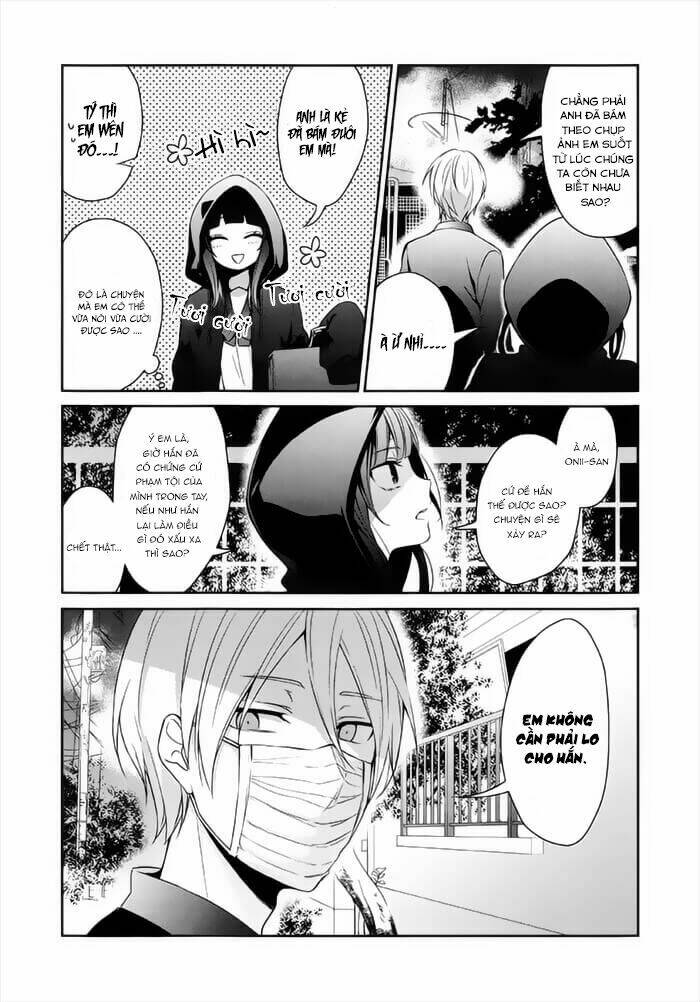 CHẲNG PHẢI
ANH ĐÃ BÁM
THEO CHỤP
ẢNH EM SUỐT
TỪ LÚC CHÚNG
TA CÒN CHƯA
BIẾT NHAU
SAO?
À Ừ NHỈ....
ANH LÀ KẺ
ĐÃ BÁM ĐUÔI
EM MÀ!
Hì hì~
TÝ THÌ
EM WÊN
ĐÓ....!
Tươi cười
Tươi cười
ĐÓ LÀ CHUYỆN
MÀ EM CÓ THỂ
VỪA NÓI VỪA CƯỜI
ĐƯỢC SAO ....
À MÀ,
ONII-SAN
CỨ ĐỂ HẮN
THẾ ĐƯỢC SAO?
CHUYỆN GÌ SẼ
XẢY RA?
Ý EM LÀ,
GIỜ HẮN ĐÃ
CÓ CHỨNG CỨ
PHẠM TỘI CỦA
MÌNH TRONG TAY,
NẾU NHƯ HẮN
LẠI LÀM ĐIỀU
GÌ ĐÓ XẤU XA
THÌ SAO?
CHẾT THẬT...
EM KHÔNG
CẦN PHẢI LO
CHO HẮN.